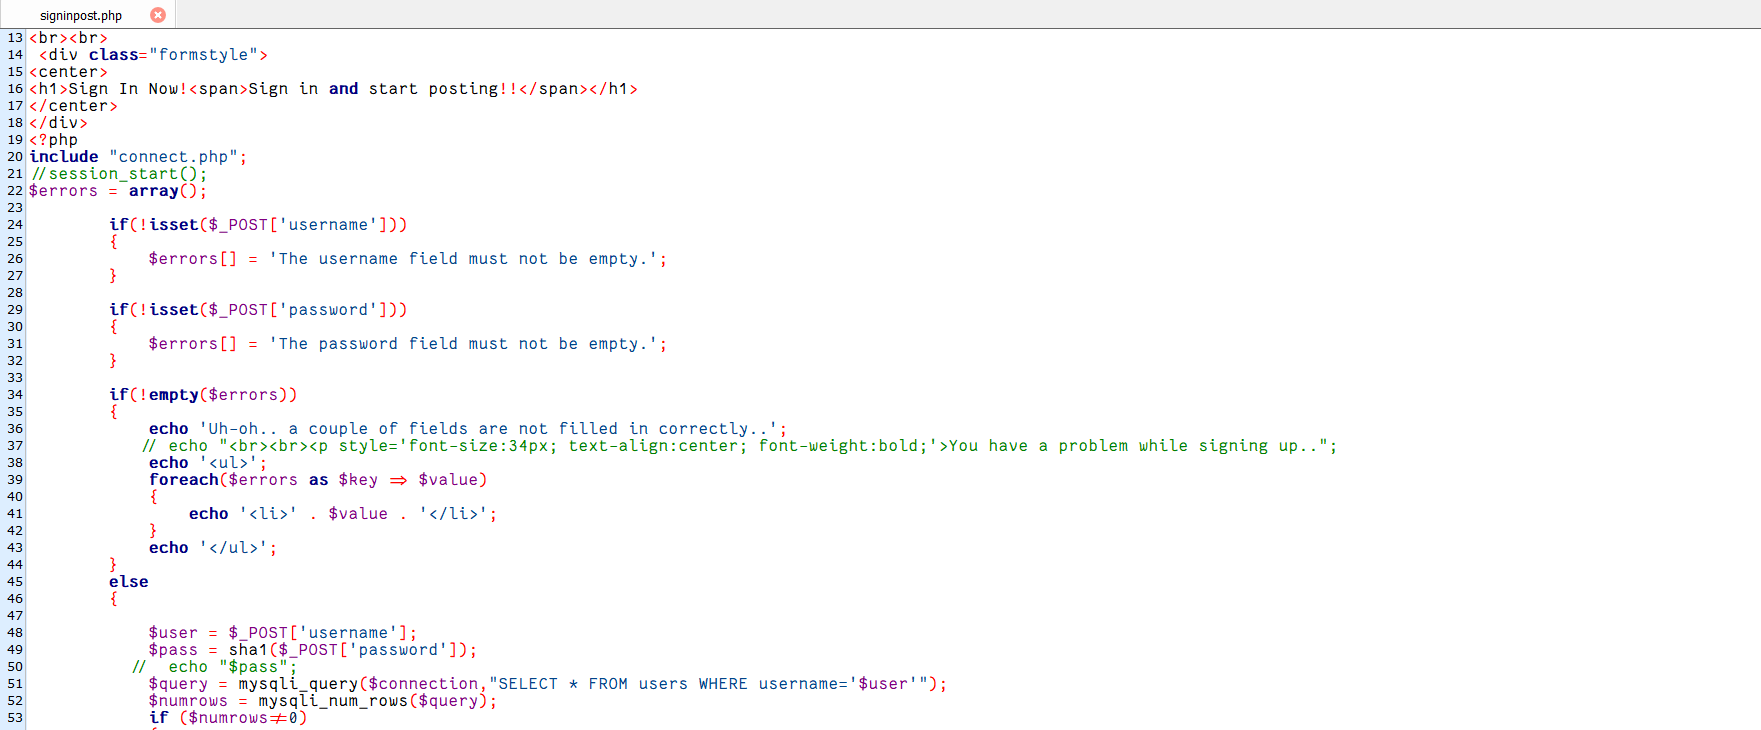 signinpost.php
13 <br><br>
14  <div class="formstyle">
15 <center>
16 <h1>Sign In Now!<span>Sign in and start posting!!</span></h1>
17 </center>
18 </div>
19 <?php
20 include "connect.php";
21 //session_start();
22 $errors = array();
23
24         if(!isset($_POST['username']))
25         {
26             $errors[] = 'The username field must not be empty.';
27         }
28
29         if(!isset($_POST['password']))
30         {
31             $errors[] = 'The password field must not be empty.';
32         }
33
34         if(!empty($errors))
35         {
36             echo 'Uh-oh.. a couple of fields are not filled in correctly..';
37            // echo "<br><br><p style='font-size:34px; text-align:center; font-weight:bold;'>You have a problem while signing up..";
38             echo '<ul>';
39             foreach($errors as $key => $value)
40             {
41                 echo '<li>' . $value . '</li>';
42             }
43             echo '</ul>';
44         }
45         else
46         {
47
48             $user = $_POST['username'];
49             $pass = sha1($_POST['password']);
50           //  echo "$pass";
51             $query = mysqli_query($connection,"SELECT * FROM users WHERE username='$user'");
52             $numrows = mysqli_num_rows($query);
53             if ($numrows!=0)